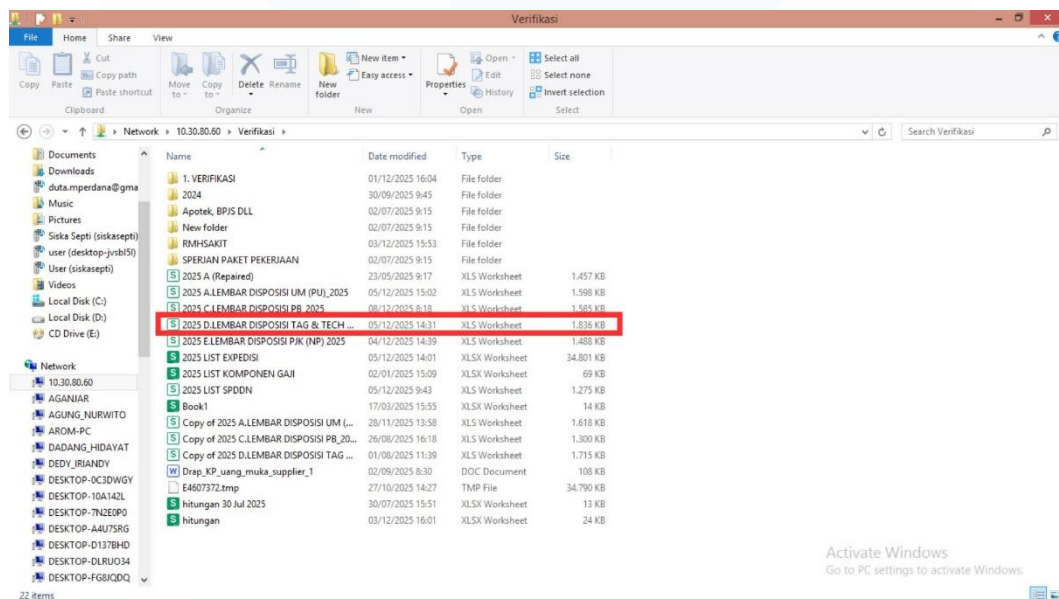 Verifikasi
File Home Share View
Copy
Paste
Cut
Copy path
Paste shortcut
Clipboard
Move to
Copy to
Delete
Rename
Organize
New folder
New item
Easy access
New
Properties
Open
Edit
History
Open
Select all
Select none
Invert selection
Select
Network 10.30.80.60 Verifikasi
Search Verifikasi
Documents
Downloads
duta.mperdana@gma
Music
Pictures
Siska Septi (siskasepti)
user (desktop-jvsbl5l)
User (siskasepti)
Videos
Local Disk (C:)
Local Disk (D:)
CD Drive (E:)
Network
10.30.80.60
AGANJAR
AGUNG_NURWITO
AROM-PC
DADANG_HIDAYAT
DEDY_IRIANDY
DESKTOP-0C3DWGY
DESKTOP-10A142L
DESKTOP-7N2E0P0
DESKTOP-A4U7SRG
DESKTOP-D137BHD
DESKTOP-DLRUO34
DESKTOP-FG8JQDQ
Name Date modified Type Size
1. VERIFIKASI 01/12/2025 16:04 File folder
2024 30/09/2025 9:45 File folder
Apotek, BPJS DLL 02/07/2025 9:15 File folder
New folder 02/07/2025 9:15 File folder
RMHSAKIT 03/12/2025 15:53 File folder
SPERJAN PAKET PEKERJAAN 02/07/2025 9:15 File folder
2025 A (Repaired) 23/05/2025 9:17 XLS Worksheet 1.457 KB
2025 A.LEMBAR DISPOSISI UM (PU)_2025 05/12/2025 15:02 XLS Worksheet 1.598 KB
2025 C.LEMBAR DISPOSISI PB_2025 08/12/2025 8:18 XLS Worksheet 1.585 KB
2025 D.LEMBAR DISPOSISI TAG & TECH ... 05/12/2025 14:31 XLS Worksheet 1.836 KB
2025 E.LEMBAR DISPOSISI PJK (NP) 2025 04/12/2025 14:39 XLS Worksheet 1.488 KB
2025 LIST EXPEDISI 05/12/2025 14:01 XLSX Worksheet 34.801 KB
2025 LIST KOMPONEN GAJI 02/01/2025 15:09 XLSX Worksheet 69 KB
2025 LIST SPDDN 05/12/2025 9:43 XLS Worksheet 1.275 KB
Book1 17/03/2025 15:55 XLSX Worksheet 14 KB
Copy of 2025 A.LEMBAR DISPOSISI UM (... 28/11/2025 13:58 XLS Worksheet 1.618 KB
Copy of 2025 C.LEMBAR DISPOSISI PB_20... 26/08/2025 16:18 XLS Worksheet 1.300 KB
Copy of 2025 D.LEMBAR DISPOSISI TAG ... 01/08/2025 11:39 XLS Worksheet 1.715 KB
Drap_KP_uang_muka_supplier_1 02/09/2025 8:30 DOC Document 108 KB
E4607372.tmp 27/10/2025 14:27 TMP File 34.790 KB
hitungan 30 Jul 2025 30/07/2025 15:51 XLSX Worksheet 13 KB
hitungan 03/12/2025 16:01 XLSX Worksheet 24 KB
Activate Windows
Go to PC settings to activate Windows.
22 items